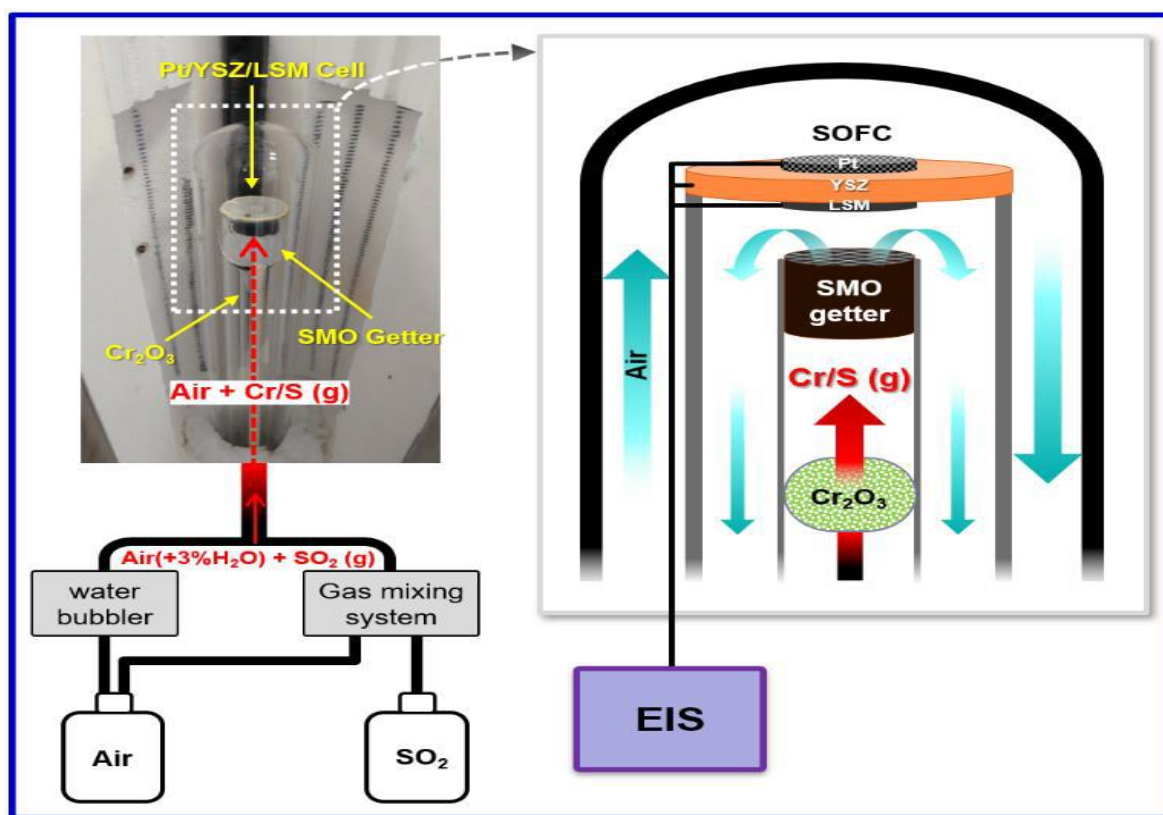 Pt/YSZ/LSM Cell
Cr₂O₃
SMO Getter
Air + Cr/S (g)
Air(+3%H₂O) + SO₂ (g)
water
bubbler
Gas mixing
system
Air
SO₂
SOFC
Pt
YSZ
LSM
SMO
getter
Air
Cr/S (g)
Cr₂O₃
EIS